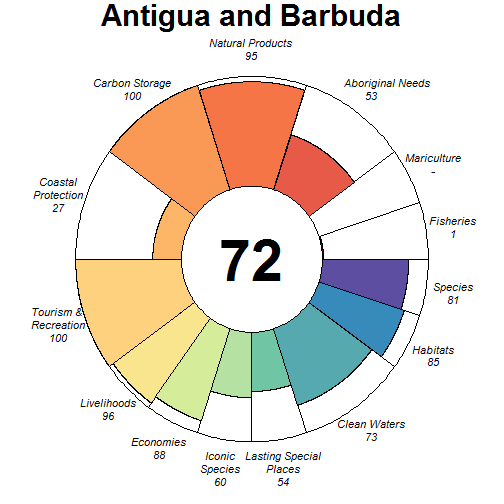 Antigua and Barbuda
Natural Products
95
Carbon Storage
100
Aboriginal Needs
53
Mariculture
-
Coastal
Protection
27
Fisheries
1
72
Species
81
Tourism &
Recreation
100
Habitats
85
Livelihoods
96
Clean Waters
73
Economies
88
Iconic
Species
60
Lasting Special
Places
54